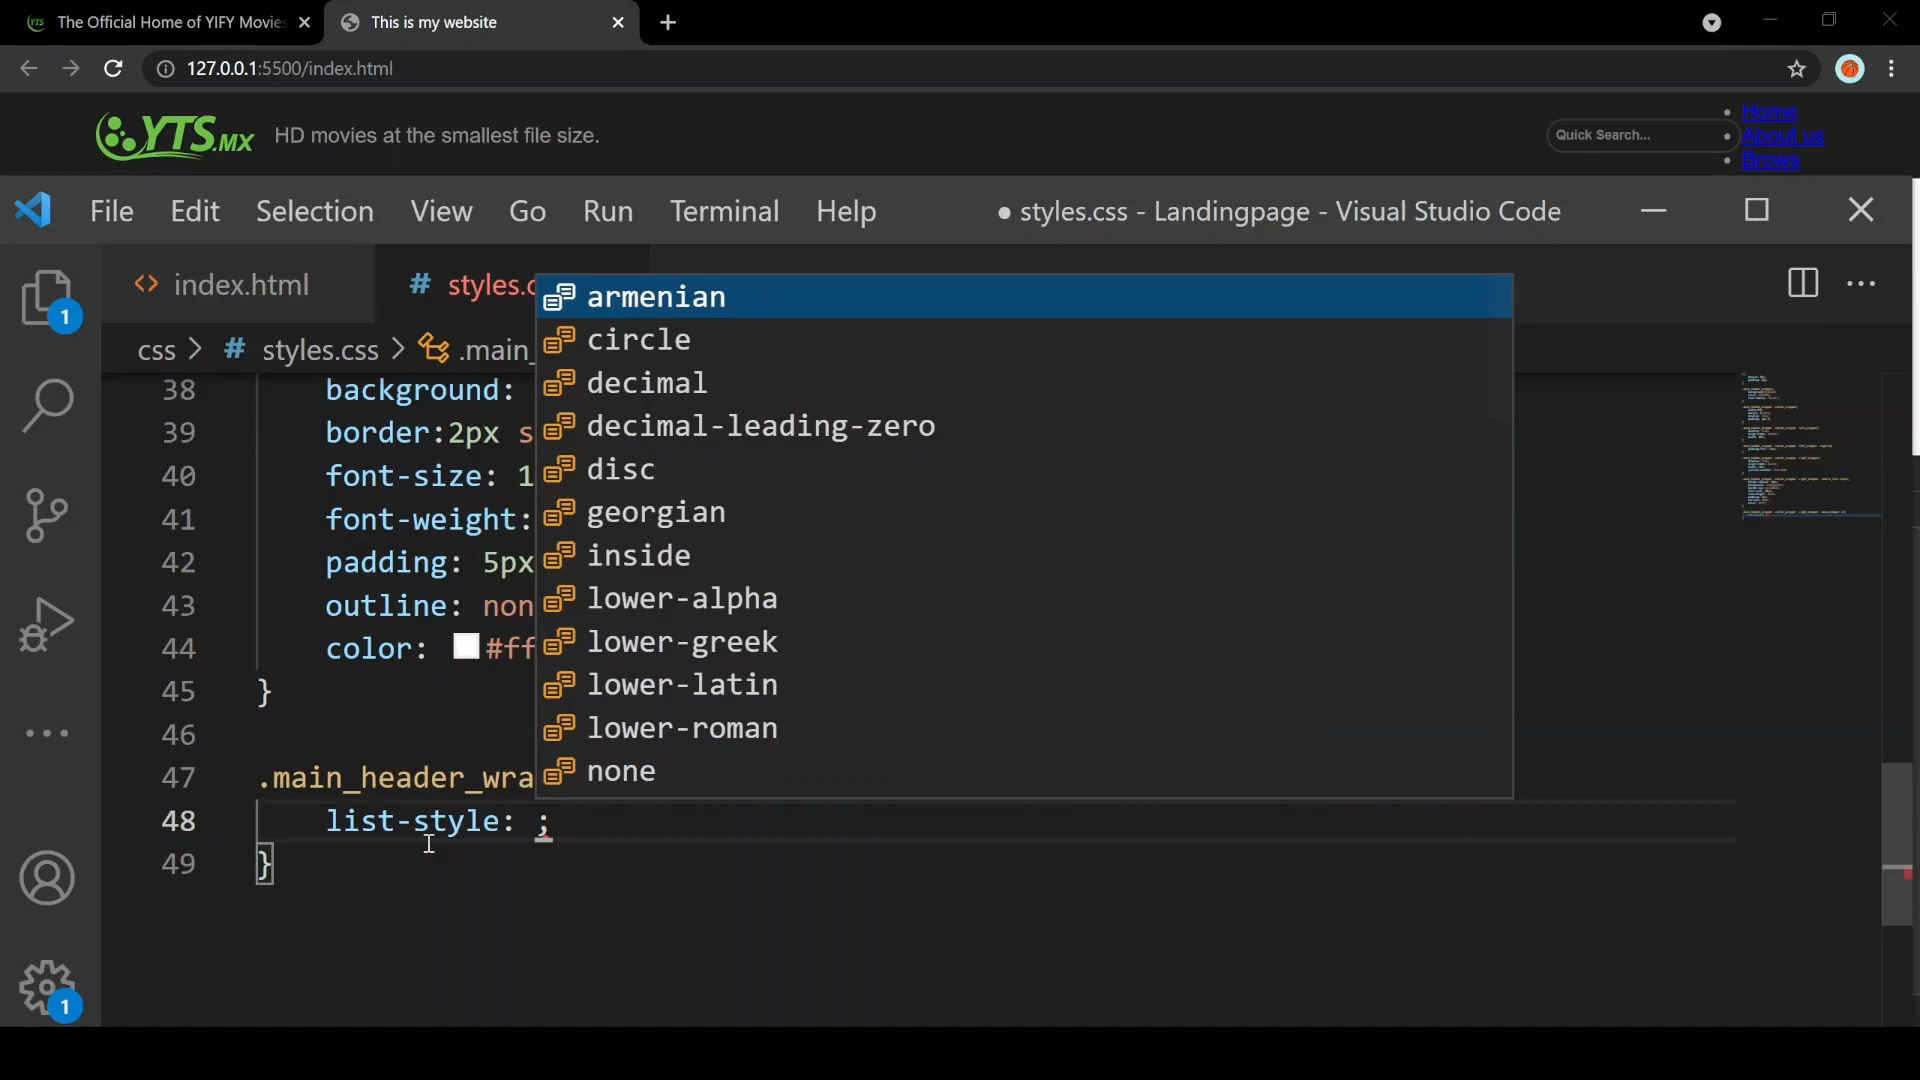 The Official Home of YIFY Movies
This is my website
127.0.0.1:5500/index.html
YTS.MX
HD movies at the smallest file size.
Quick Search...
Home
About us
Brows
File Edit Selection View Go Run Terminal Help
● styles.css - Landingpage - Visual Studio Code
index.html
# styles.c
css > # styles.css > .main_
38 background:
39 border:2px s
40 font-size: 1
41 font-weight:
42 padding: 5px
43 outline: non
44 color: #ff
45 }
46
47 .main_header_wra
48 list-style: ;
49 }
armenian
circle
decimal
decimal-leading-zero
disc
georgian
inside
lower-alpha
lower-greek
lower-latin
lower-roman
none
1
1